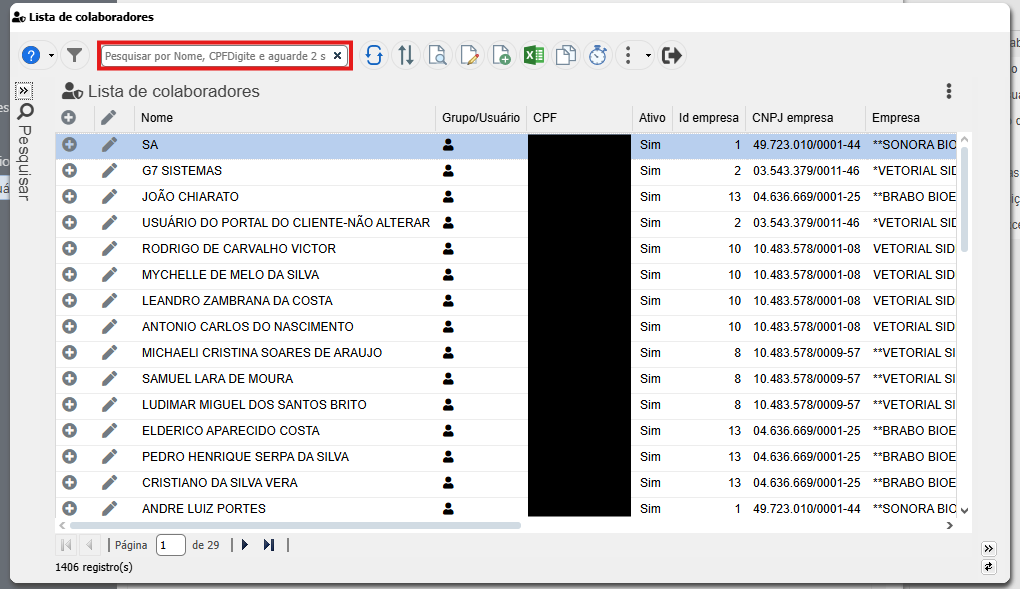 Lista de colaboradores
Pesquisar por Nome, CPFDigite e aguarde 2 s
Pesquisar
Lista de colaboradores
Nome Grupo/Usuário CPF Ativo Id empresa CNPJ empresa Empresa
SA Sim 1 49.723.010/0001-44 **SONORA BIO
G7 SISTEMAS Sim 2 03.543.379/0011-46 *VETORIAL SID
JOÃO CHIARATO Sim 13 04.636.669/0001-25 **BRABO BIOE
USUÁRIO DO PORTAL DO CLIENTE-NÃO ALTERAR Sim 2 03.543.379/0011-46 *VETORIAL SID
RODRIGO DE CARVALHO VICTOR Sim 10 10.483.578/0001-08 VETORIAL SID
MYCHELLE DE MELO DA SILVA Sim 10 10.483.578/0001-08 VETORIAL SID
LEANDRO ZAMBRANA DA COSTA Sim 10 10.483.578/0001-08 VETORIAL SID
ANTONIO CARLOS DO NASCIMENTO Sim 10 10.483.578/0001-08 VETORIAL SID
MICHAELI CRISTINA SOARES DE ARAUJO Sim 8 10.483.578/0009-57 **VETORIAL SI
SAMUEL LARA DE MOURA Sim 8 10.483.578/0009-57 **VETORIAL SI
LUDIMAR MIGUEL DOS SANTOS BRITO Sim 8 10.483.578/0009-57 **VETORIAL SI
ELDERICO APARECIDO COSTA Sim 13 04.636.669/0001-25 **BRABO BIOE
PEDRO HENRIQUE SERPA DA SILVA Sim 13 04.636.669/0001-25 **BRABO BIOE
CRISTIANO DA SILVA VERA Sim 13 04.636.669/0001-25 **BRABO BIOE
ANDRE LUIZ PORTES Sim 1 49.723.010/0001-44 **SONORA BIO
Página 1 de 29
1406 registro(s)